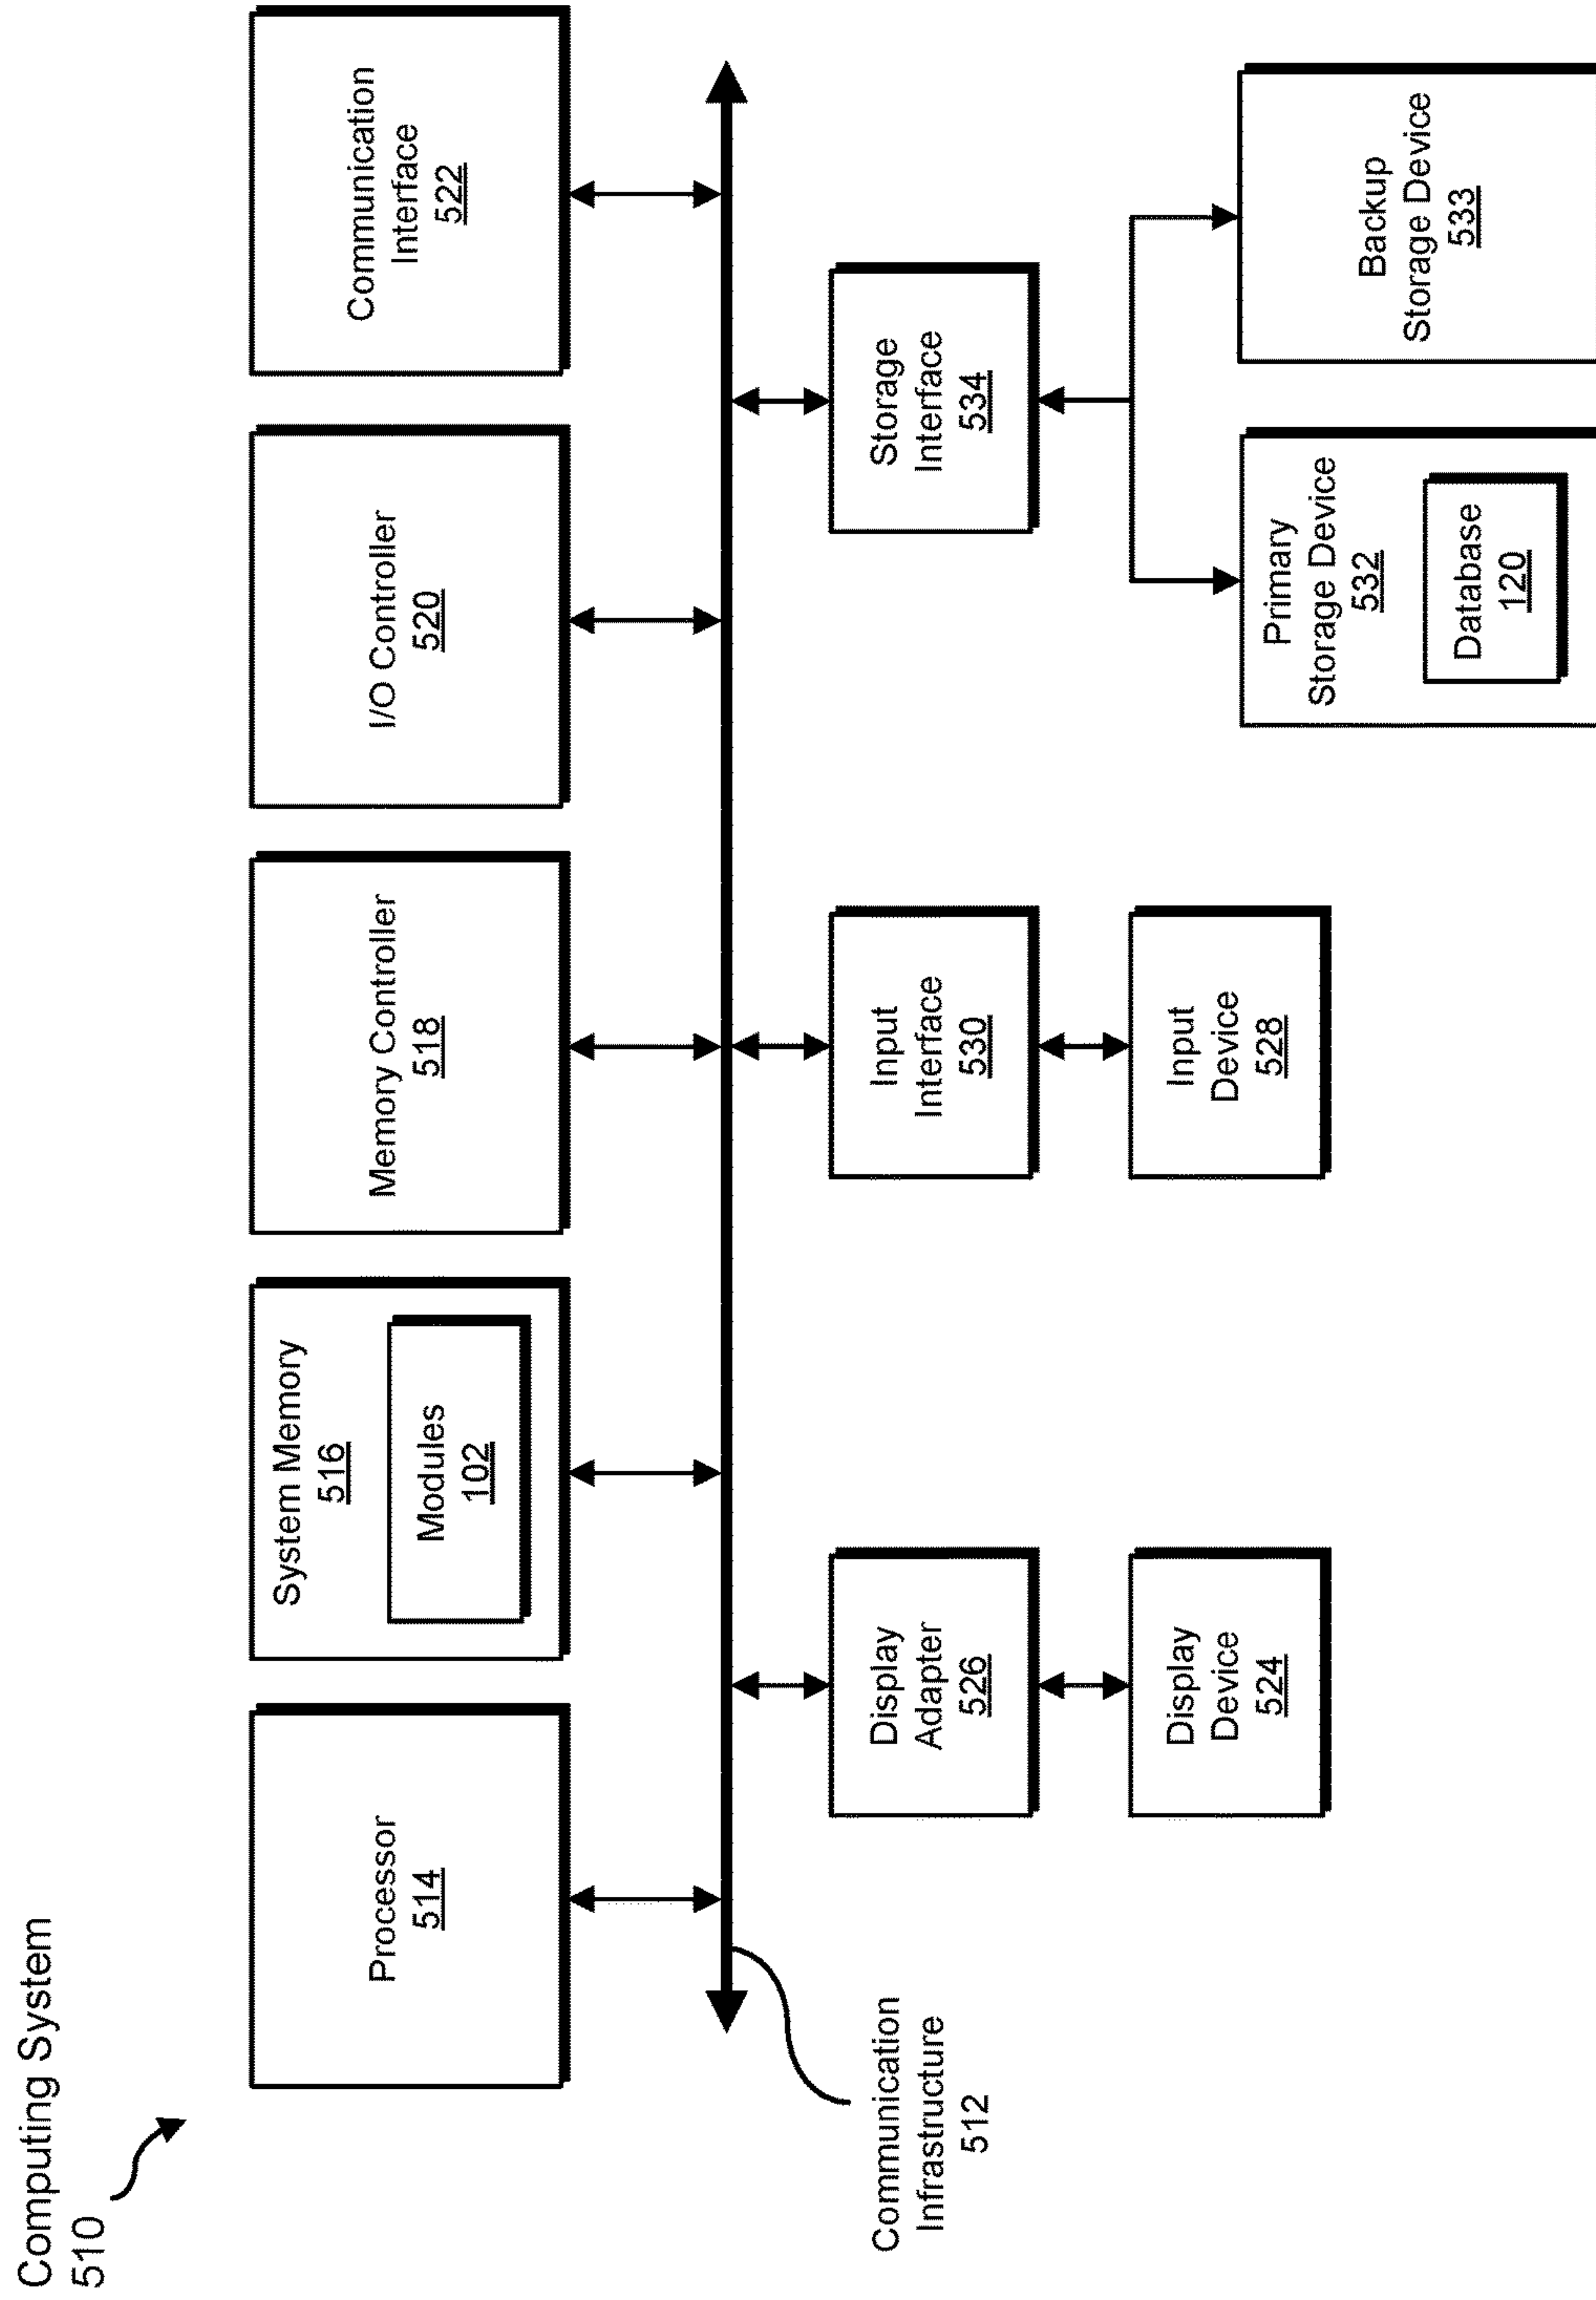 Computing System
510
Processor
514
System Memory
516
Modules
102
Memory Controller
518
I/O Controller
520
Communication
Interface
522
Communication
Infrastructure
512
Display
Adapter
526
Input
Interface
530
Storage
Interface
534
Display
Device
524
Input
Device
528
Primary
Storage Device
532
Database
120
Backup
Storage Device
533